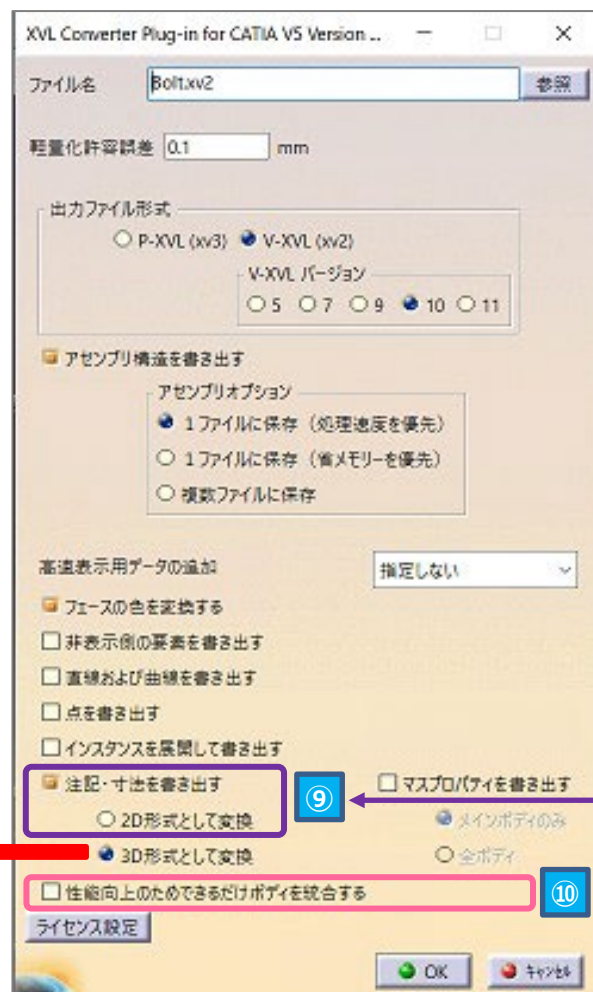 XVL Converter Plug-in for CATIA V5 Version ..
ファイル名 Bolt.xv2 参照
軽量化許容誤差 0.1 mm
出力ファイル形式
P-XVL (xv3) V-XVL (xv2)
V-XVL バージョン
5 7 9 10 11
アセンブリ構造を書き出す
アセンブリオプション
1 ファイルに保存（処理速度を優先）
1 ファイルに保存（省メモリーを優先）
複数ファイルに保存
高速表示用データの追加 指定しない
フェースの色を変換する
非表示側の要素を書き出す
直線および曲線を書き出す
点を書き出す
インスタンスを展開して書き出す
注記・寸法を書き出す マスプロパティを書き出す
⑨
2D形式として変換 メインボディのみ
3D形式として変換 全ボディ
性能向上のためできるだけボディを統合する ⑩
ライセンス設定
OK キャンセル